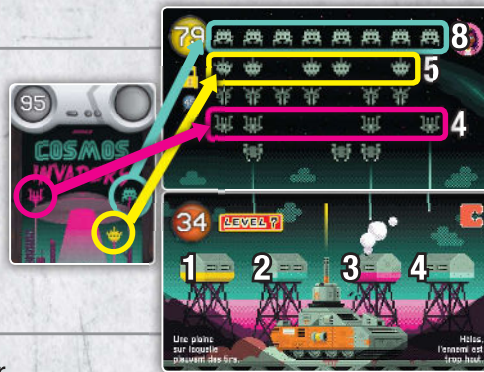 79
8
5
4
95
COSMOS
INVADERS
34
LEVEL ?
1
2
3
4
Une plaine
sur laquelle
pleuvent des tirs.
Hélas,
l'ennemi est
trop haut.